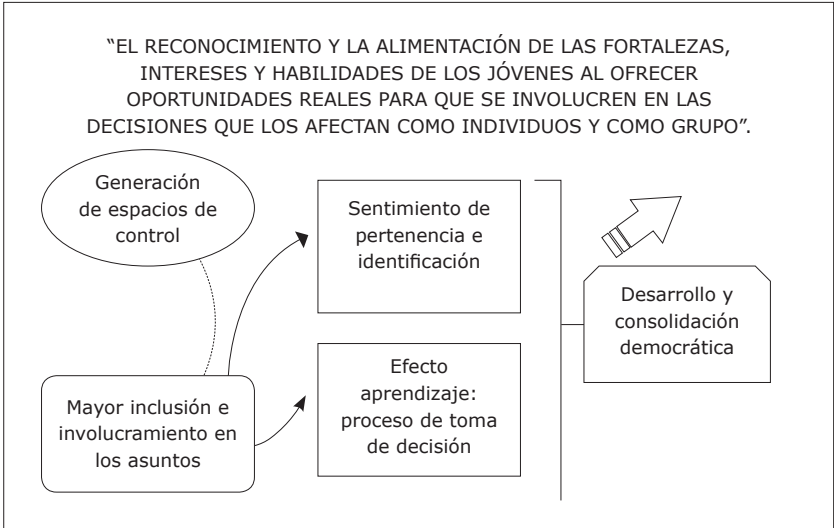 “EL RECONOCIMIENTO Y LA ALIMENTACIÓN DE LAS FORTALEZAS,
INTERESES Y HABILIDADES DE LOS JÓVENES AL OFRECER
OPORTUNIDADES REALES PARA QUE SE INVOLUCREN EN LAS
DECISIONES QUE LOS AFECTAN COMO INDIVIDUOS Y COMO GRUPO”.
Generación
de espacios de
control
Sentimiento de
pertenencia e
identificación
Desarrollo y
consolidación
democrática
Mayor inclusión e
involucramiento en
los asuntos
Efecto
aprendizaje:
proceso de toma
de decisión